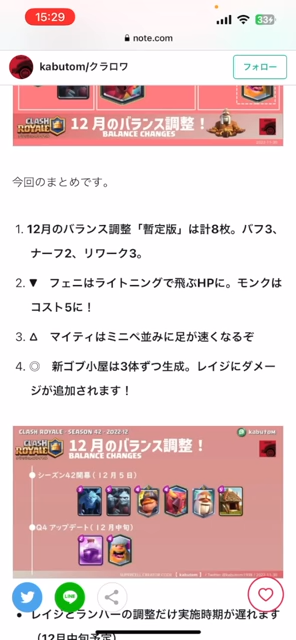 15:29
33
note.com
kabutom/クラロワ
フォロー
CLASH ROYALE
12月のバランス調整！
BALANCE CHANGES
今回のまとめです。
1. 12月のバランス調整「暫定版」は計8枚。バフ3、
ナーフ2、リワーク3。
2. ▼ フェニはライトニングで飛ぶHPに。モンクは
コスト5に！
3. △ マイティはミニペ並みに足が速くなるぞ
4. ◎ 新ゴブ小屋は3体ずつ生成。レイジにダメー
ジが追加されます！
CLASH ROYALE - SEASON 42 - 2022-12
kabutom
CLASH ROYALE
12月のバランス調整！
BALANCE CHANGES
シーズン42開幕（12月5日）
Q4 アップデート（12月中旬）
LINE
• レイジとランバーの調整だけ実施時期が遅れます
（12月中旬予定）